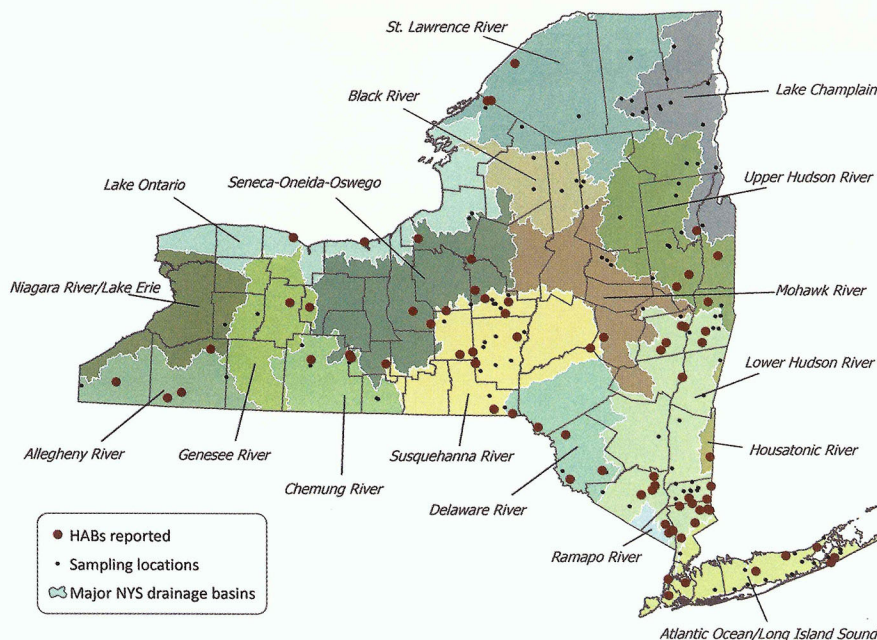 St. Lawrence River
Black River
Lake Champlain
Lake Ontario
Seneca-Oneida-Oswego
Upper Hudson River
Niagara River/Lake Erie
Mohawk River
Lower Hudson River
Allegheny River
Genesee River
Susquehanna River
Housatonic River
Chemung River
Delaware River
Ramapo River
Atlantic Ocean/Long Island Sound
HABs reported
Sampling locations
Major NYS drainage basins